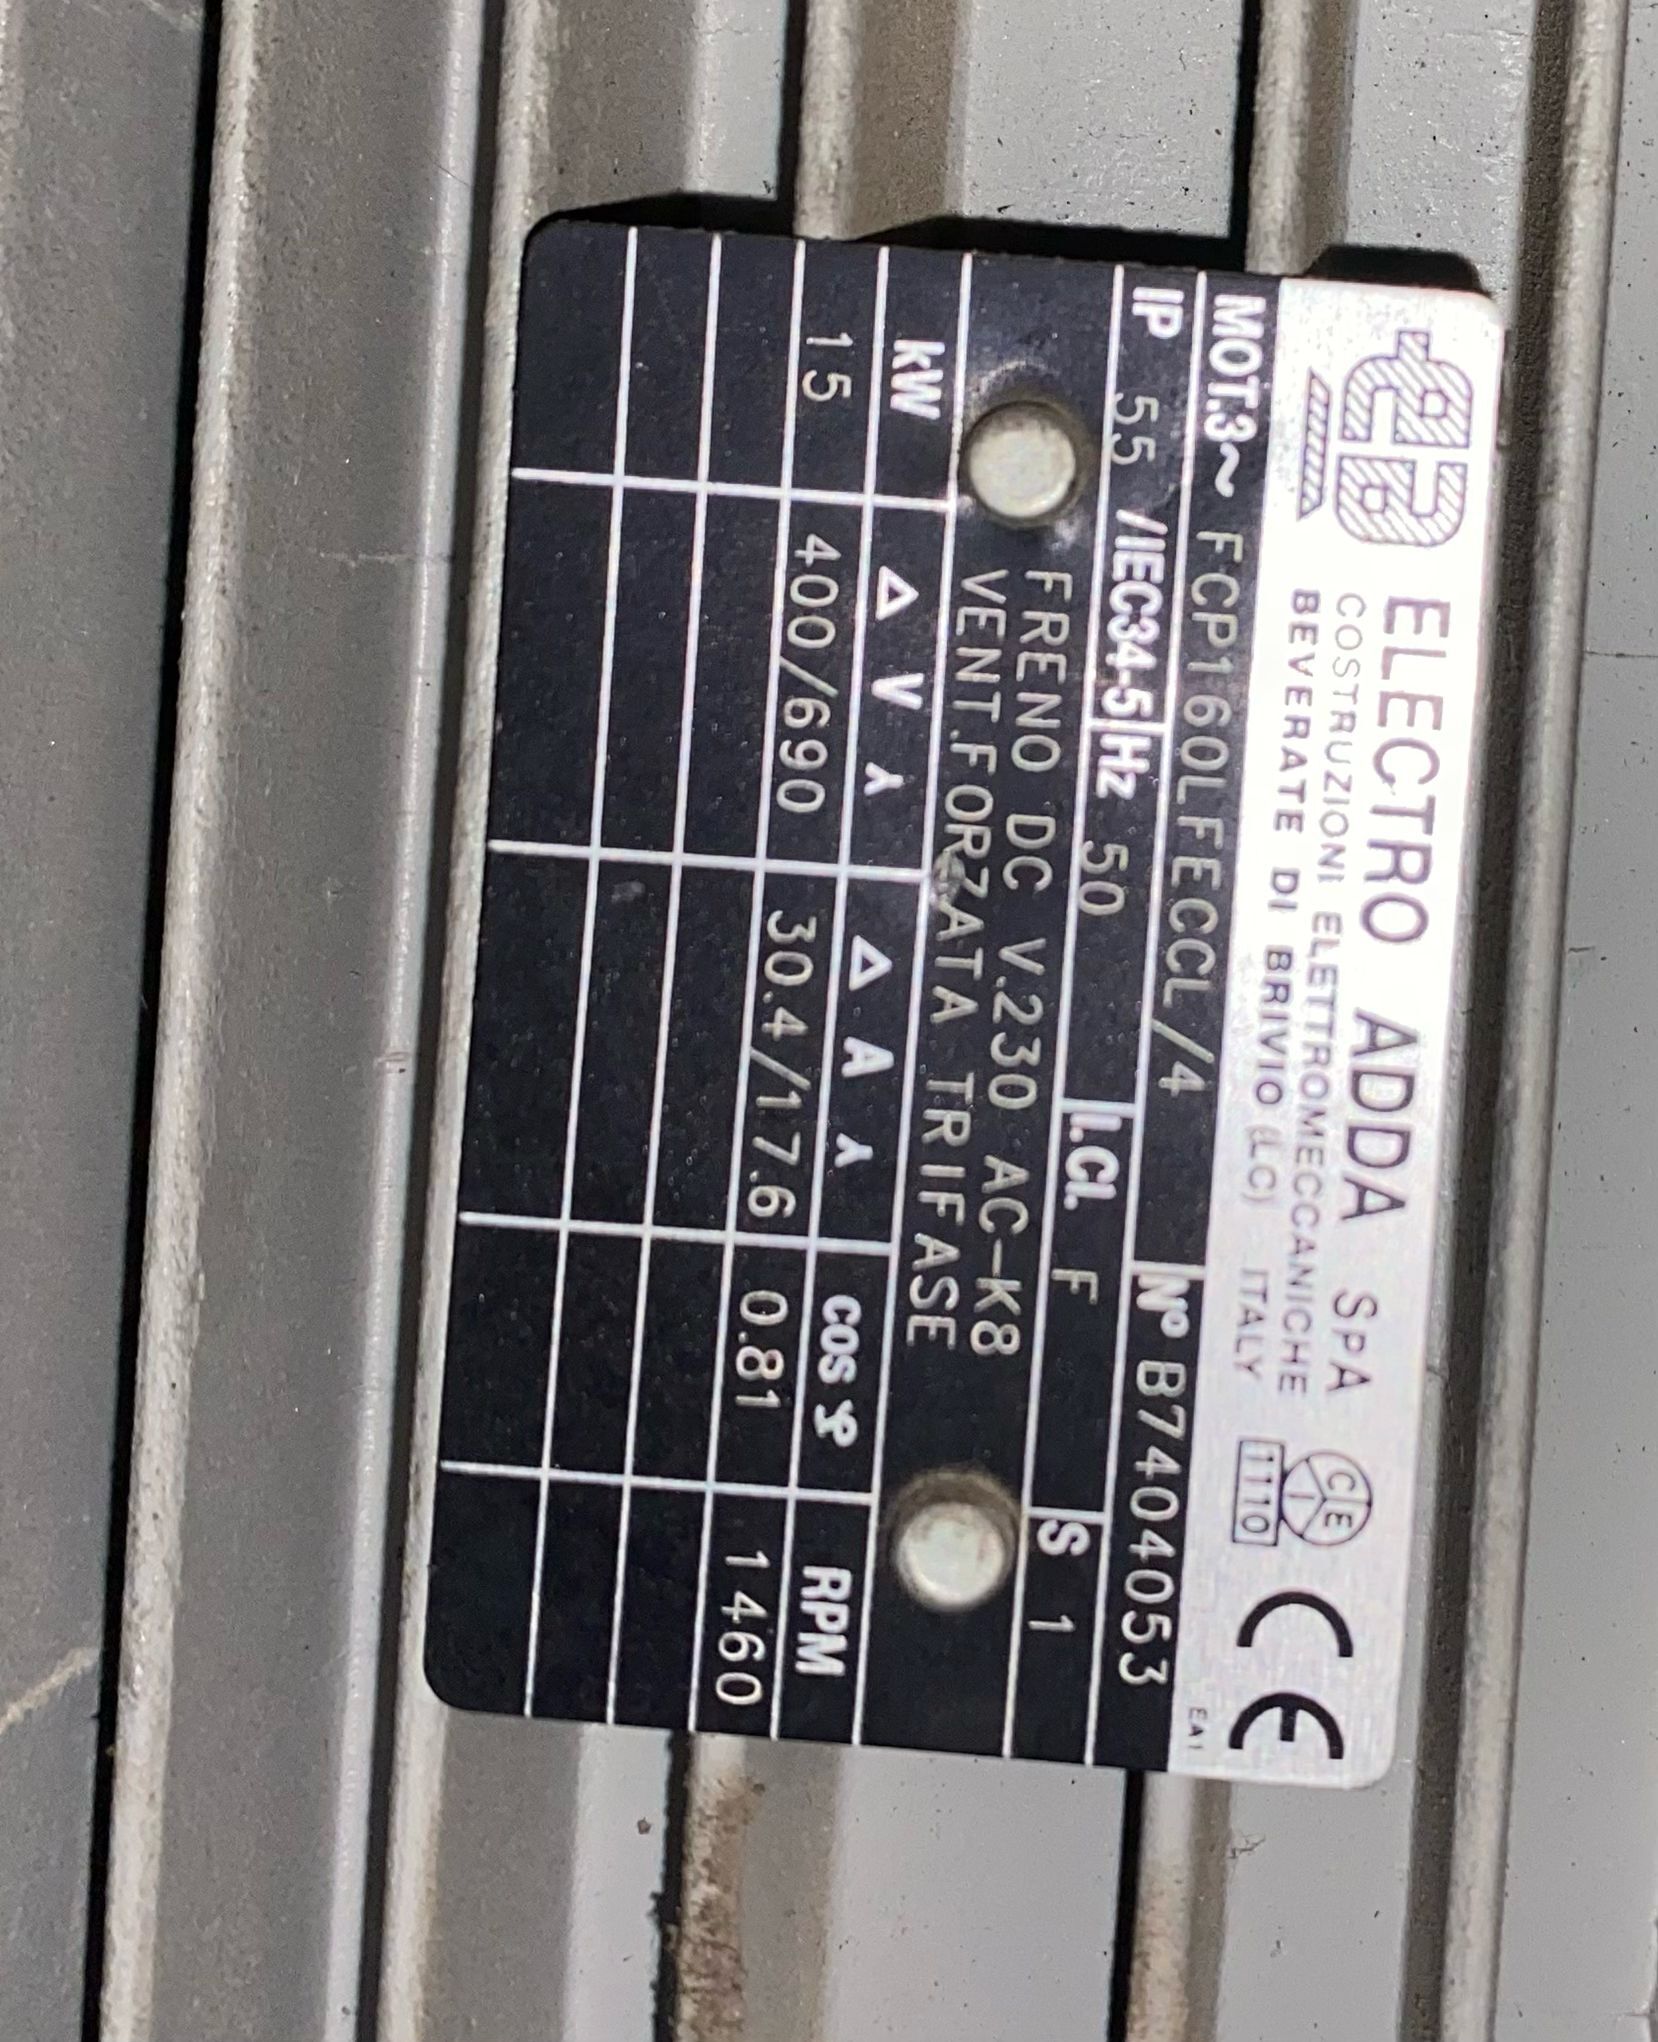 ELECTRO ADDA SpA
COSTRUZIONI ELETTROMECCANICHE
BEVERATE DI BRIVIO (LC) ITALY
CEI
1110
CE
EA1
MOT.3~ FCP160LFECCL/4 Nº B7404053
IP 55 /IEC34-5 Hz 50 I.Cl. F S 1
FRENO DC V.230 AC-K8
VENT.FORZATA TRIFASE
kW Δ V ⅄ Δ A ⅄ cos φ RPM
15 400/690 30.4/17.6 0.81 1460